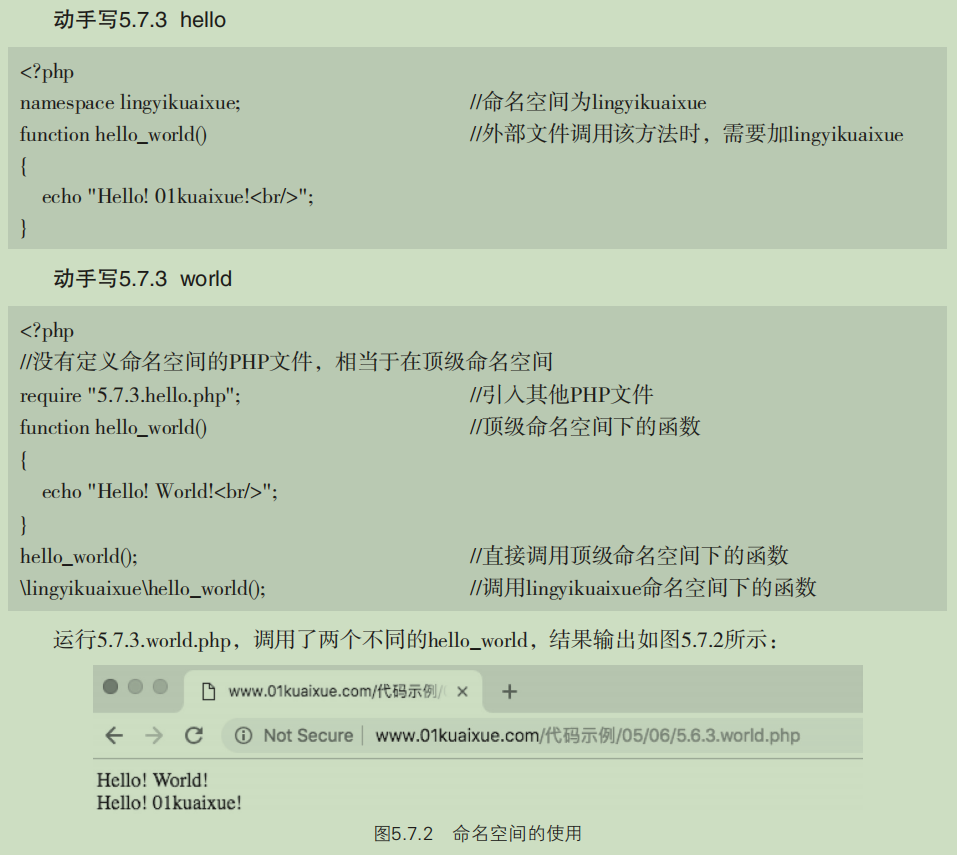 动手写5.7.3 hello
<?php
namespace lingyikuaixue; //命名空间为lingyikuaixue
function hello_world() //外部文件调用该方法时，需要加lingyikuaixue
{
echo "Hello! 01kuaixue!<br/>";
}
动手写5.7.3 world
<?php
//没有定义命名空间的PHP文件，相当于在顶级命名空间
require "5.7.3.hello.php"; //引入其他PHP文件
function hello_world() //顶级命名空间下的函数
{
echo "Hello! World!<br/>";
}
hello_world(); //直接调用顶级命名空间下的函数
\lingyikuaixue\hello_world(); //调用lingyikuaixue命名空间下的函数
运行5.7.3.world.php，调用了两个不同的hello_world，结果输出如图5.7.2所示：
www.01kuaixue.com/代码示例/
Not Secure | www.01kuaixue.com/代码示例/05/06/5.6.3.world.php
Hello! World!
Hello! 01kuaixue!
图5.7.2 命名空间的使用